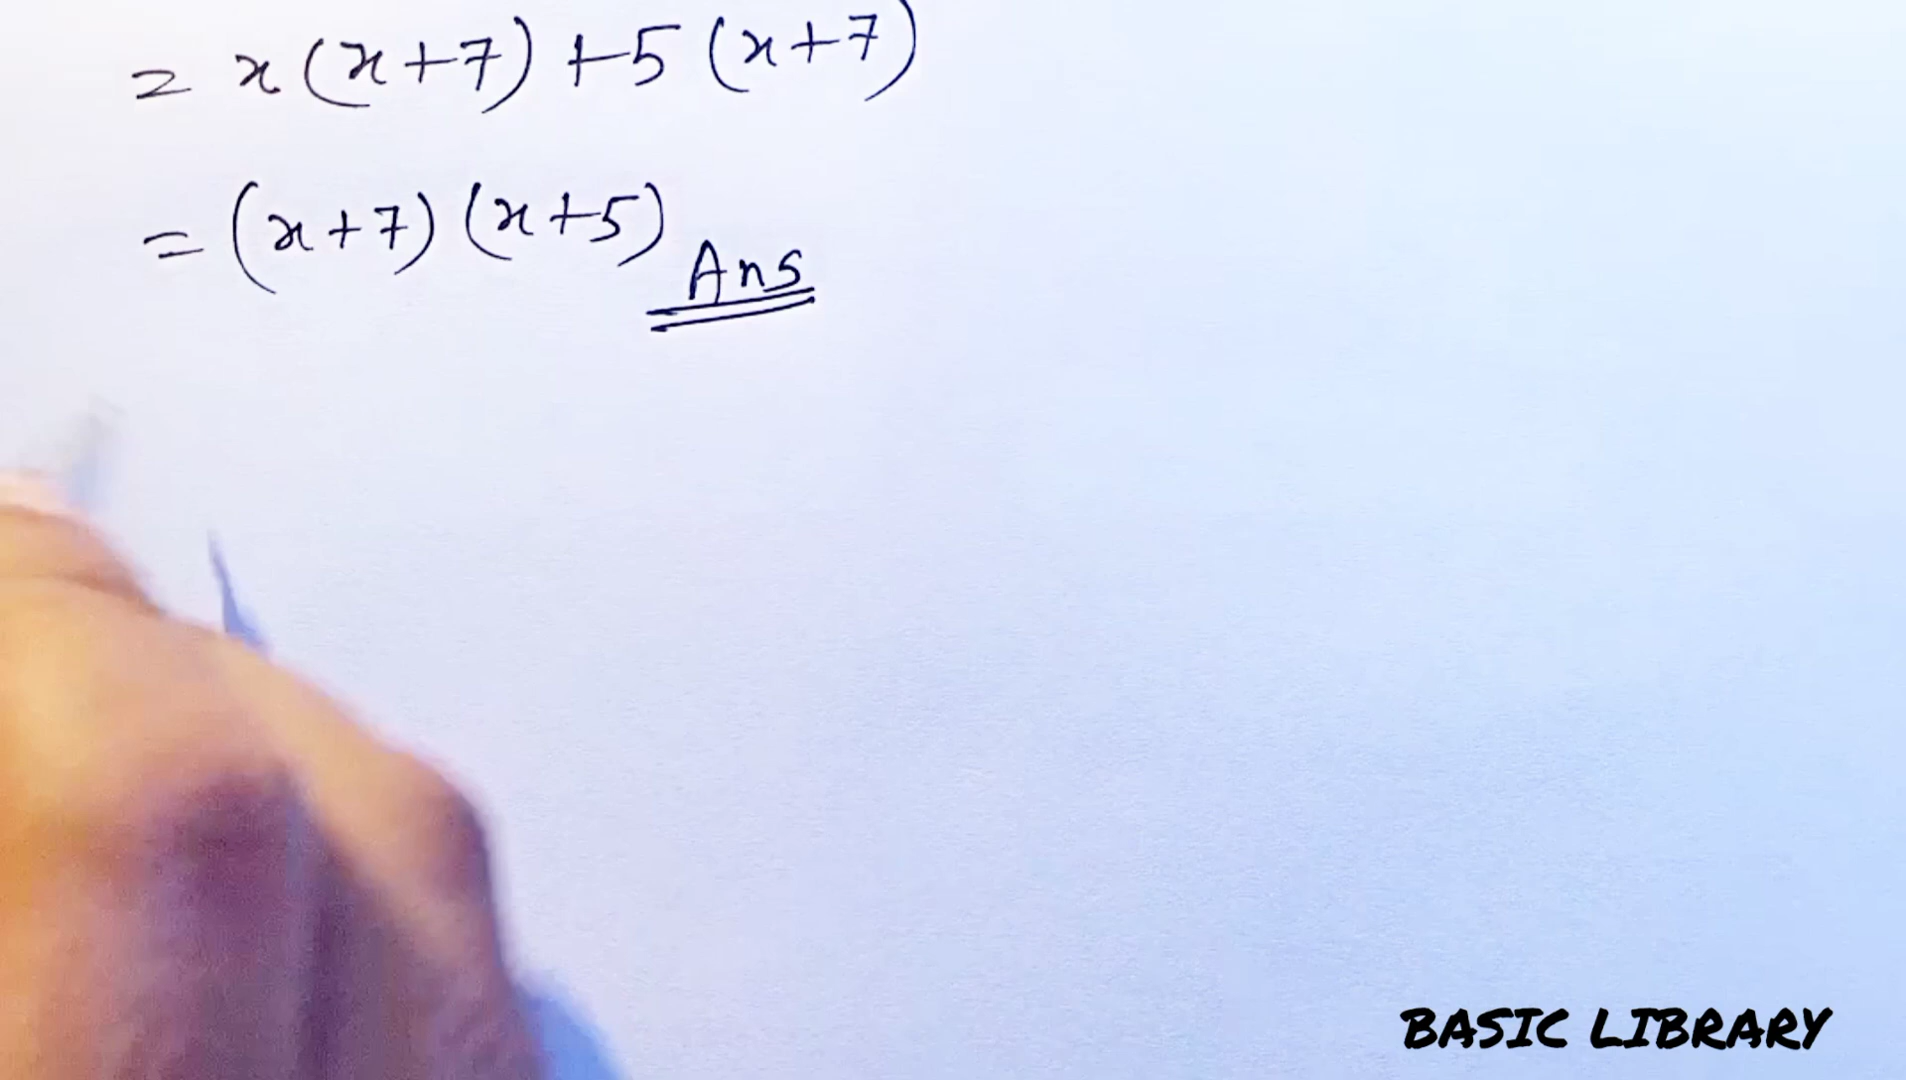 = x(x+7)+5(x+7)
= (x+7)(x+5)
Ans
BASIC LIBRARY